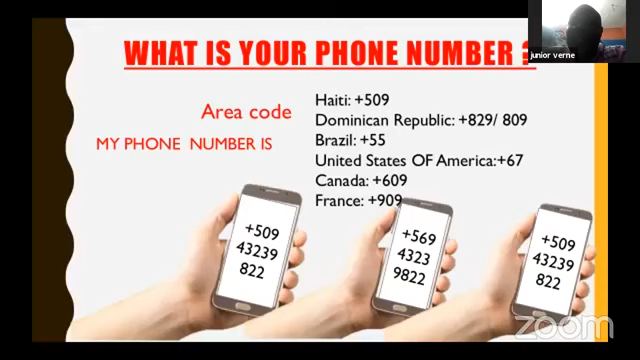 WHAT IS YOUR PHONE NUMBER ?
junior verne
Area code
MY PHONE  NUMBER IS
Haiti: +509
Dominican Republic: +829/ 809
Brazil: +55
United States OF America:+67
Canada: +609
France: +909
+509
43239
822
+569
4323
9822
+509
43239
822
zoom